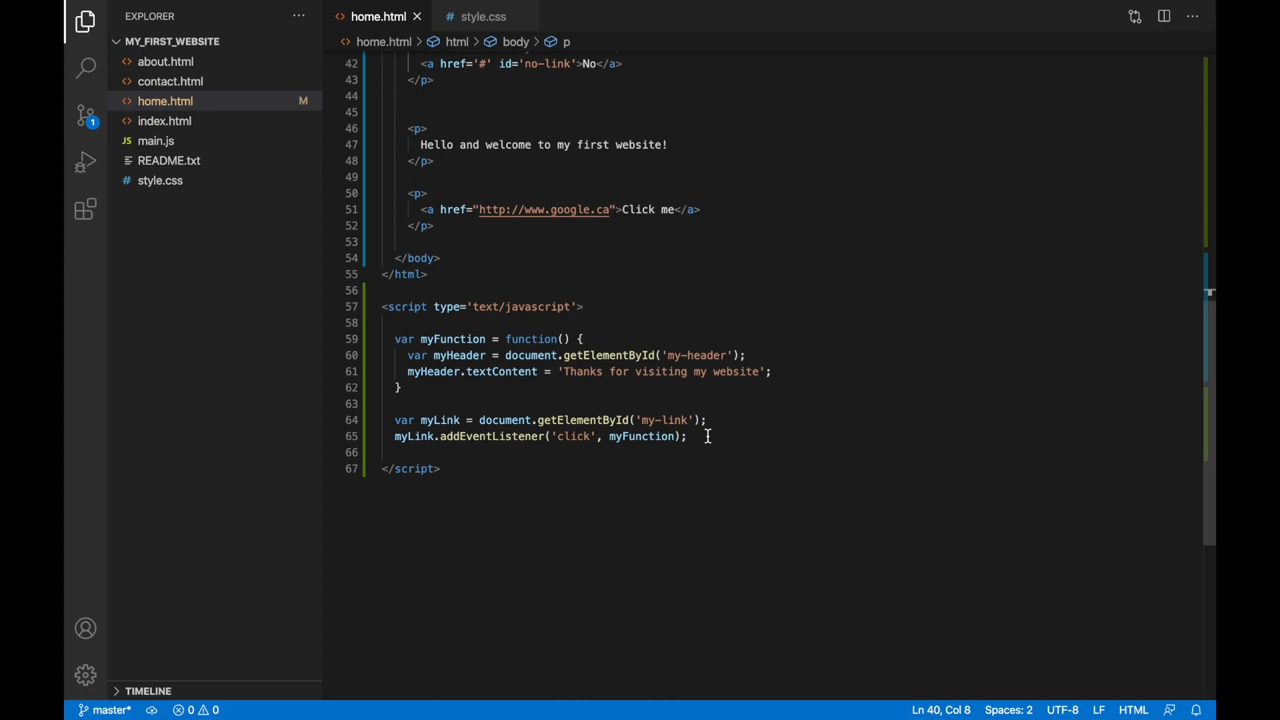 EXPLORER
MY_FIRST_WEBSITE
about.html
contact.html
home.html M
index.html
JS main.js
README.txt
# style.css
TIMELINE
1
home.html
# style.css
home.html > html > body > p
42 <a href='#' id='no-link'>No</a>
43 </p>
44
45
46 <p>
47 Hello and welcome to my first website!
48 </p>
49
50 <p>
51 <a href="http://www.google.ca">Click me</a>
52 </p>
53
54 </body>
55 </html>
56
57 <script type='text/javascript'>
58
59 var myFunction = function() {
60 var myHeader = document.getElementById('my-header');
61 myHeader.textContent = 'Thanks for visiting my website';
62 }
63
64 var myLink = document.getElementById('my-link');
65 myLink.addEventListener('click', myFunction);
66
67 </script>
master* 0 0 Ln 40, Col 8 Spaces: 2 UTF-8 LF HTML